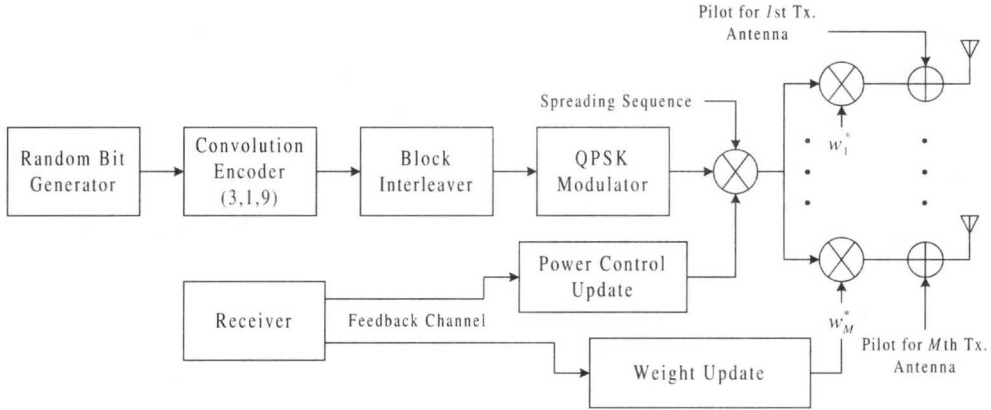 Pilot for 1st Tx.
Antenna
Spreading Sequence
Random Bit
Generator
Convolution
Encoder
(3,1,9)
Block
Interleaver
QPSK
Modulator
w₁*
Power Control
Update
Receiver
Feedback Channel
Weight Update
w_M*
Pilot for Mth Tx.
Antenna